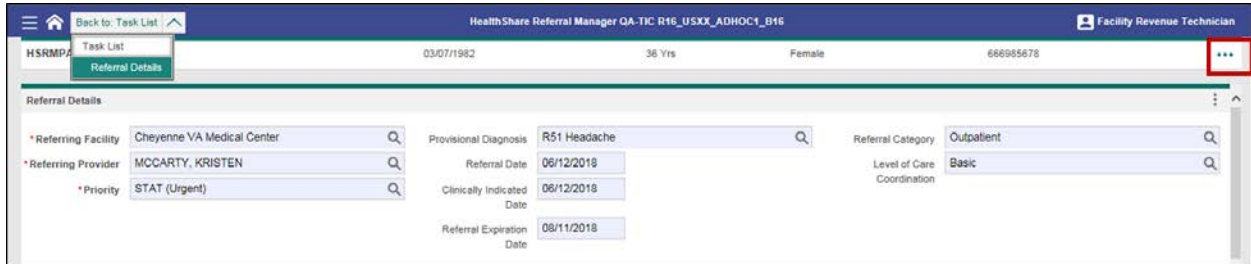 Back to: Task List HealthShare Referral Manager QA-TIC R16_USXX_ADHOC1_B16 Facility Revenue Technician
Task List
Referral Details
HSRMPA 03/07/1982 36 Yrs Female 666985678
Referral Details
*Referring Facility Cheyenne VA Medical Center Provisional Diagnosis R51 Headache Referral Category Outpatient
*Referring Provider MCCARTY, KRISTEN Referral Date 06/12/2018 Level of Care Basic
Coordination
*Priority STAT (Urgent) Clinically Indicated 06/12/2018
Date
Referral Expiration 08/11/2018
Date